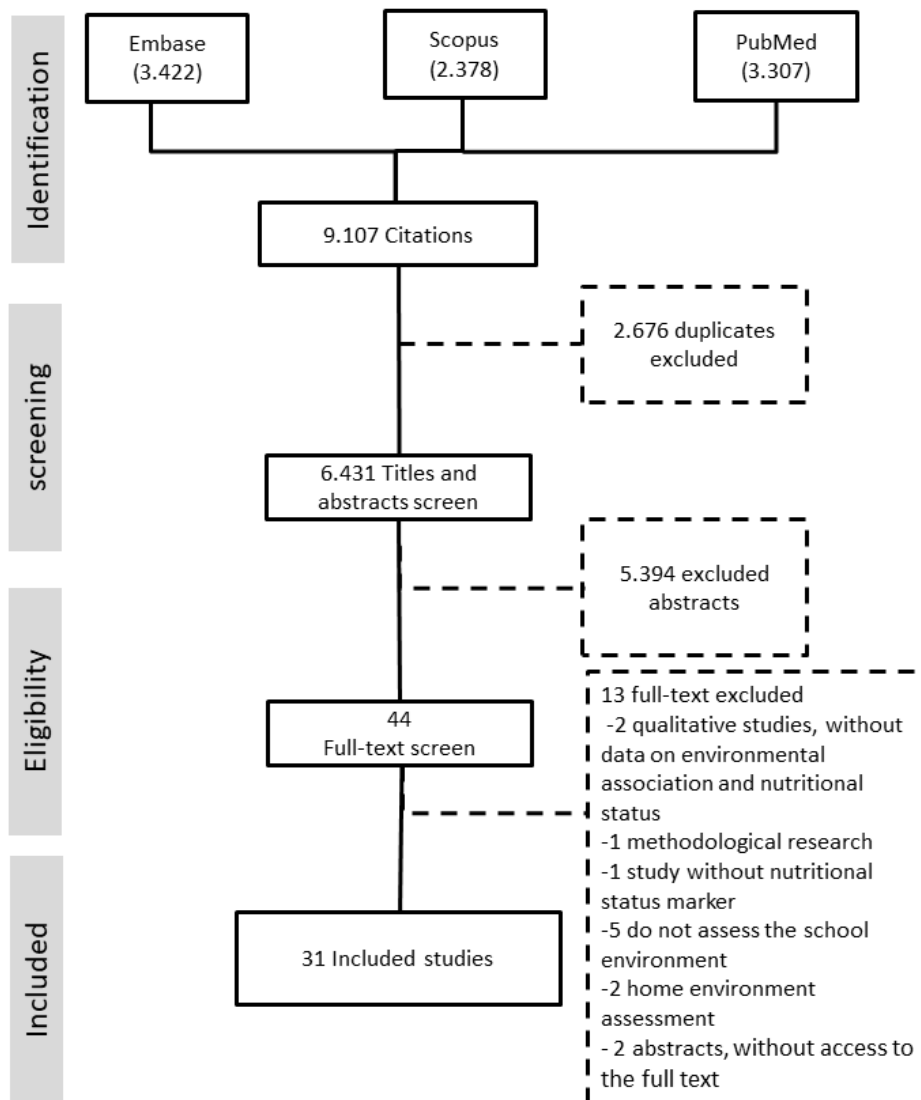 Identification
Embase
(3.422)
Scopus
(2.378)
PubMed
(3.307)
9.107 Citations
screening
2.676 duplicates
excluded
6.431 Titles and
abstracts screen
5.394 excluded
abstracts
Eligibility
44
Full-text screen
13 full-text excluded
-2 qualitative studies, without
data on environmental
association and nutritional
status
-1 methodological research
-1 study without nutritional
status marker
-5 do not assess the school
environment
-2 home environment
assessment
- 2 abstracts, without access to
the full text
Included
31 Included studies